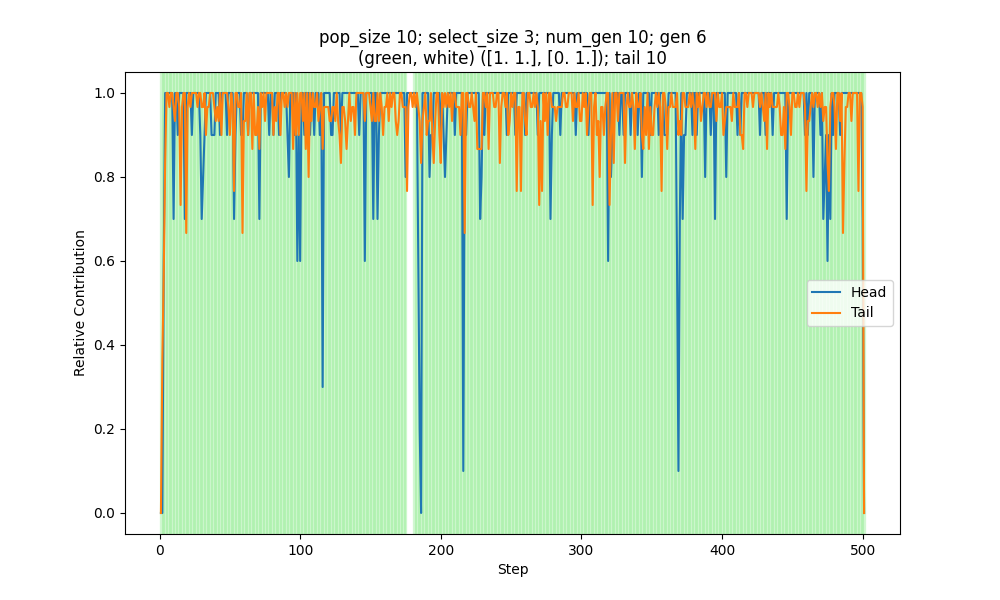 pop_size 10; select_size 3; num_gen 10; gen 6
(green, white) ([1. 1.], [0. 1.]); tail 10
1.0
0.8
0.6
0.4
0.2
0.0
Relative Contribution
Head
Tail
0
100
200
300
400
500
Step